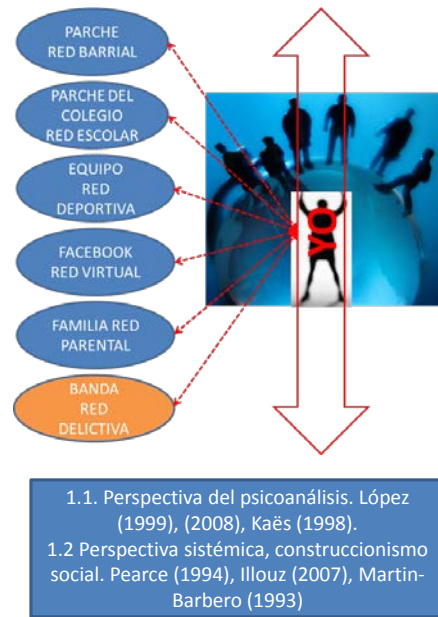 PARCHE
RED BARRIAL
PARCHE DEL
COLEGIO
RED ESCOLAR
EQUIPO
RED
DEPORTIVA
FACEBOOK
RED VIRTUAL
FAMILIA RED
PARENTAL
BANDA
RED
DELICTIVA
YO
1.1. Perspectiva del psicoanálisis. López
(1999), (2008), Kaës (1998).
1.2 Perspectiva sistémica, construccionismo
social. Pearce (1994), Illouz (2007), Martin-
Barbero (1993)